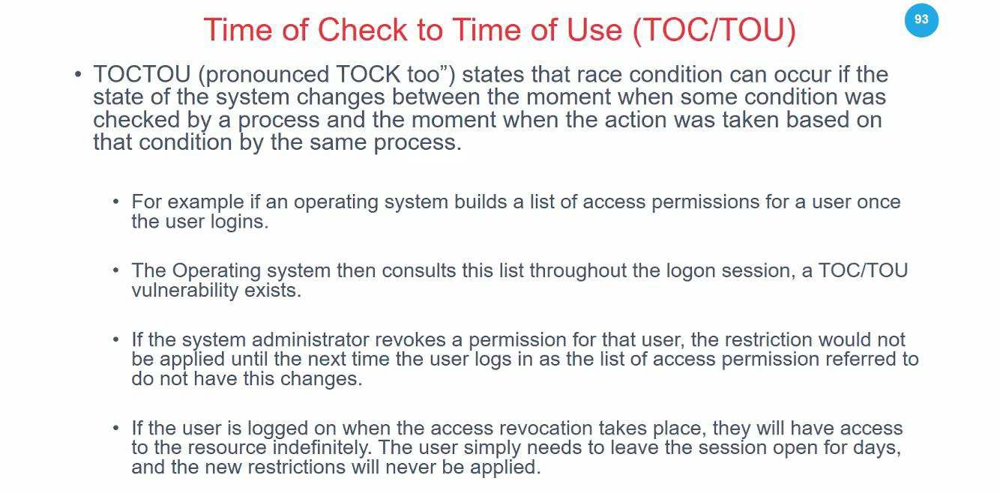 Time of Check to Time of Use (TOC/TOU)
93
• TOCTOU (pronounced TOCK too”) states that race condition can occur if the
state of the system changes between the moment when some condition was
checked by a process and the moment when the action was taken based on
that condition by the same process.
• For example if an operating system builds a list of access permissions for a user once
the user logins.
• The Operating system then consults this list throughout the logon session, a TOC/TOU
vulnerability exists.
• If the system administrator revokes a permission for that user, the restriction would not
be applied until the next time the user logs in as the list of access permission referred to
do not have this changes.
• If the user is logged on when the access revocation takes place, they will have access
to the resource indefinitely. The user simply needs to leave the session open for days,
and the new restrictions will never be applied.